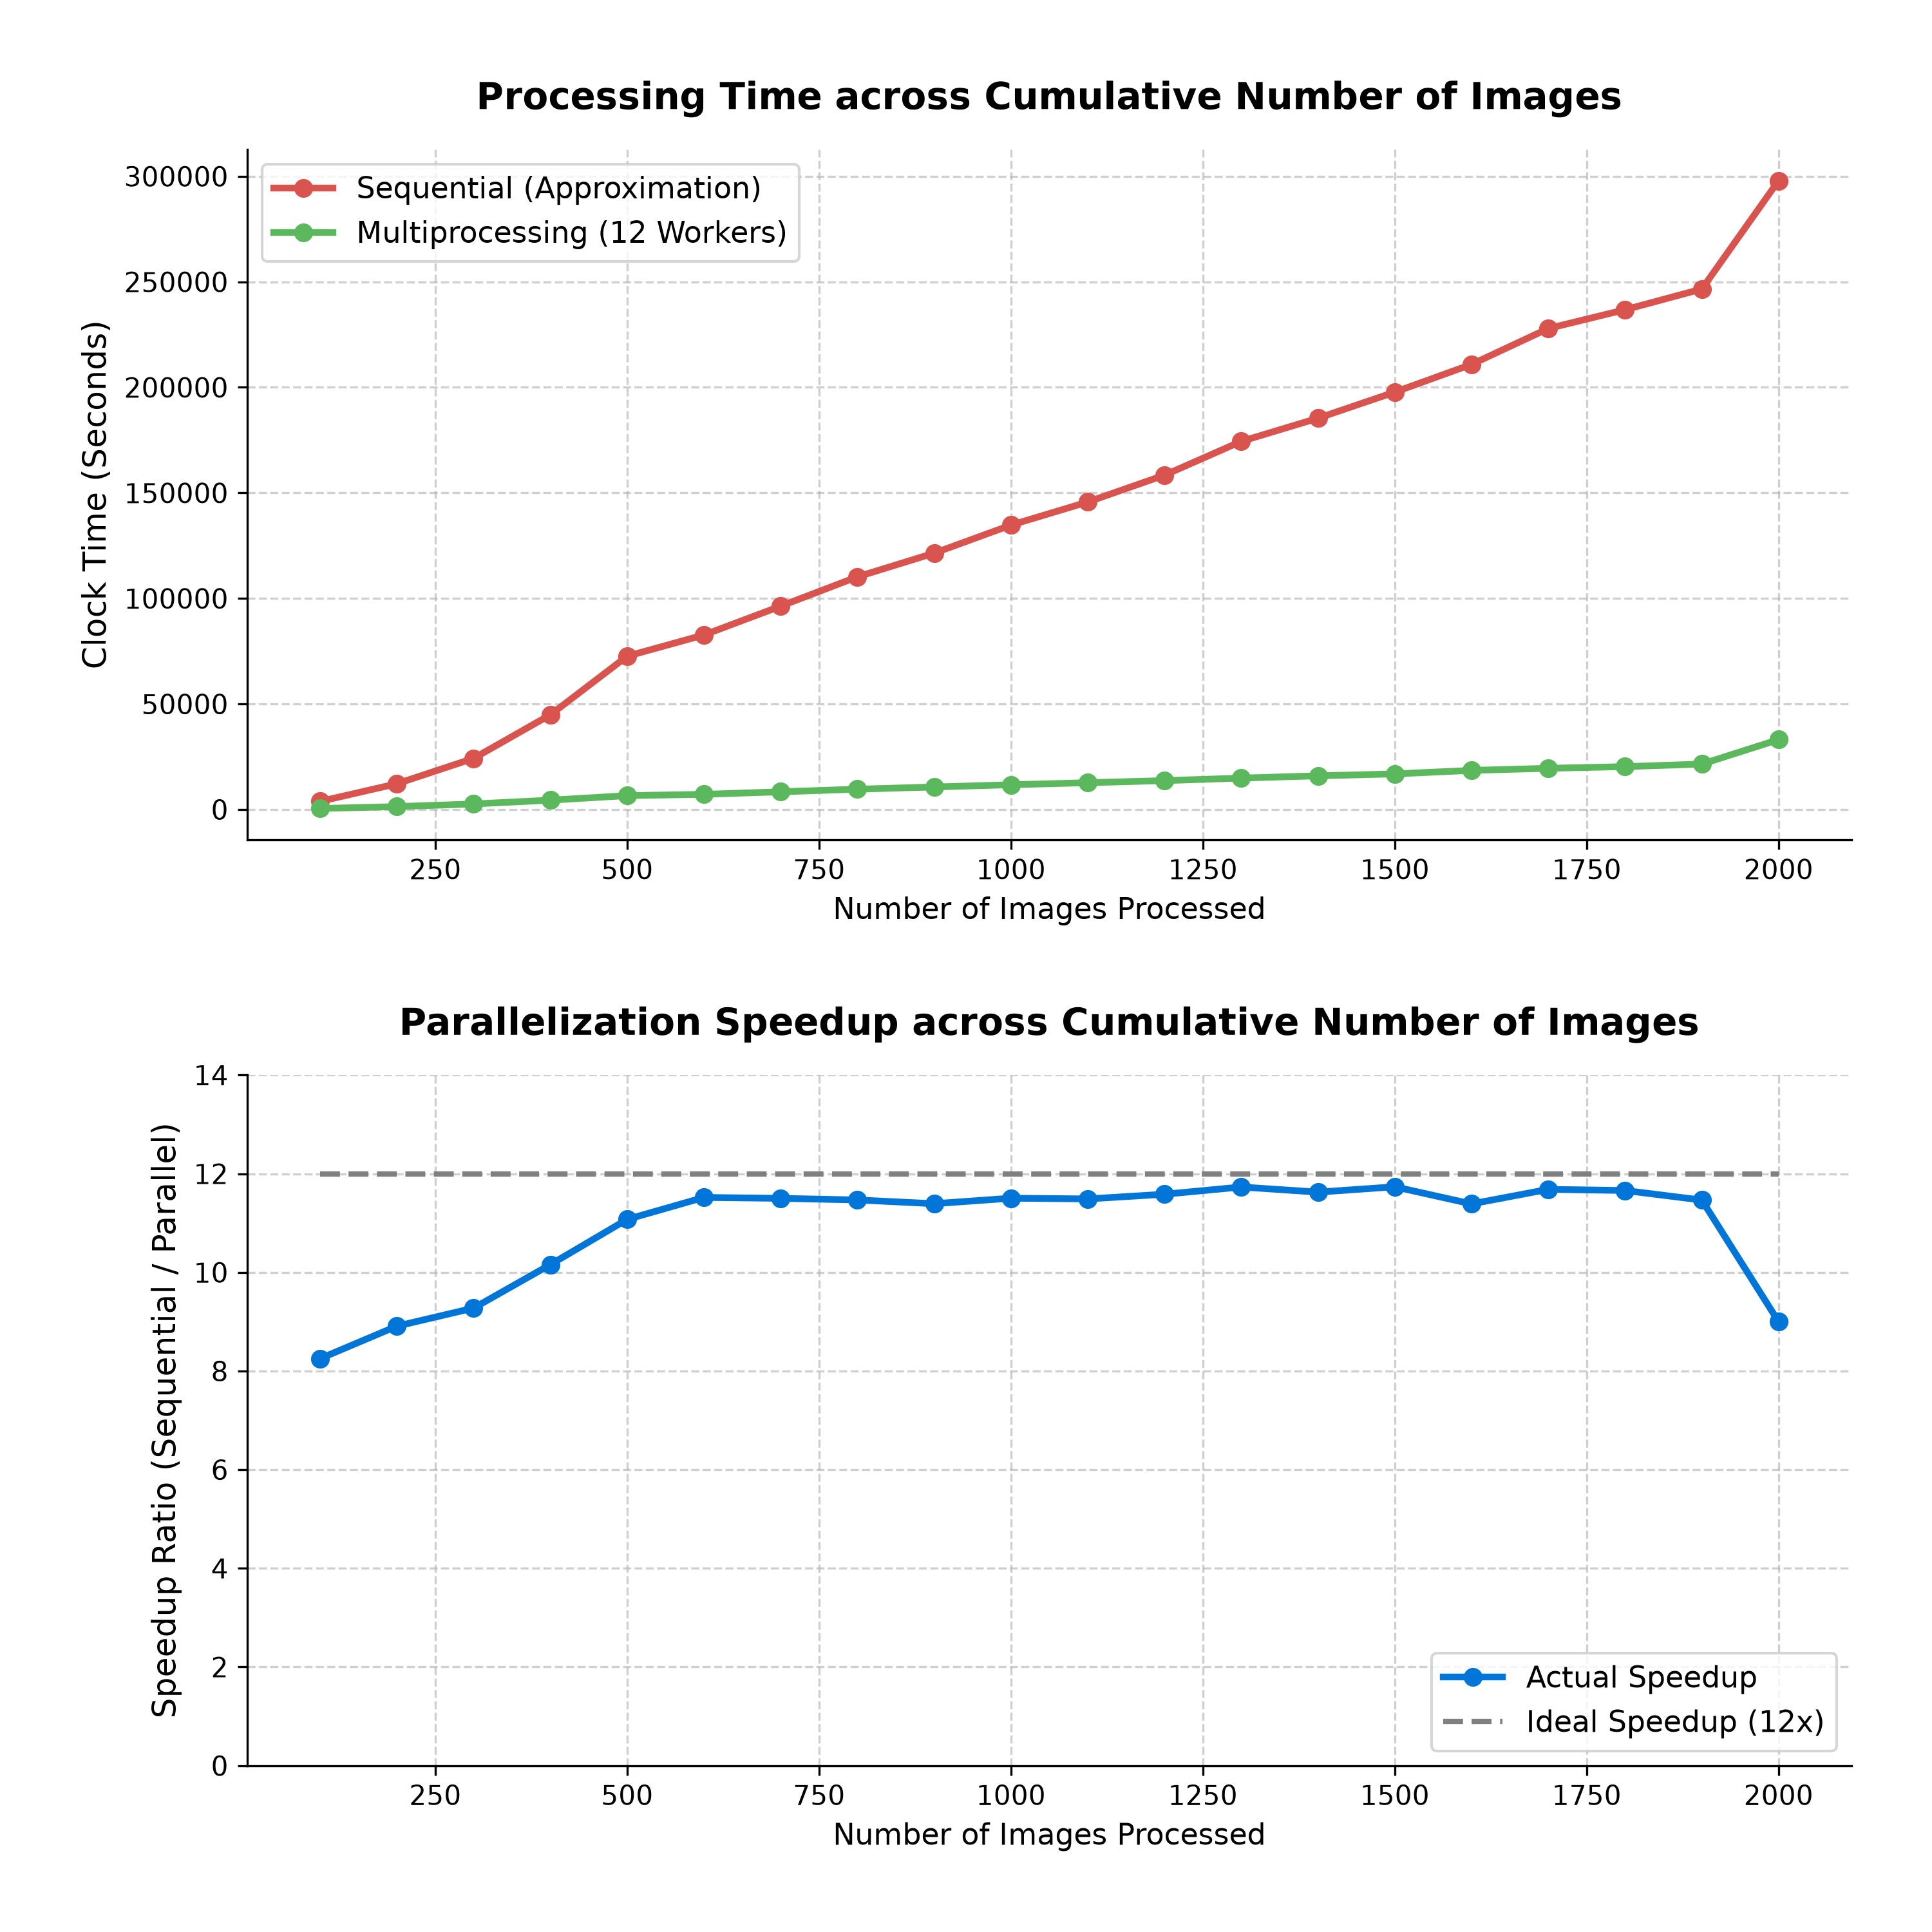 Processing Time across Cumulative Number of Images
Clock Time (Seconds)
300000
250000
200000
150000
100000
50000
0
Sequential (Approximation)
Multiprocessing (12 Workers)
250 500 750 1000 1250 1500 1750 2000
Number of Images Processed
Parallelization Speedup across Cumulative Number of Images
Speedup Ratio (Sequential / Parallel)
14
12
10
8
6
4
2
0
Actual Speedup
Ideal Speedup (12x)
250 500 750 1000 1250 1500 1750 2000
Number of Images Processed